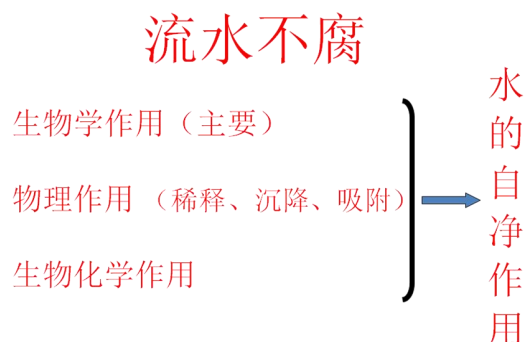 流水不腐
生物学作用（主要）
物理作用（稀释、沉降、吸附）
生物化学作用
水的自净作用